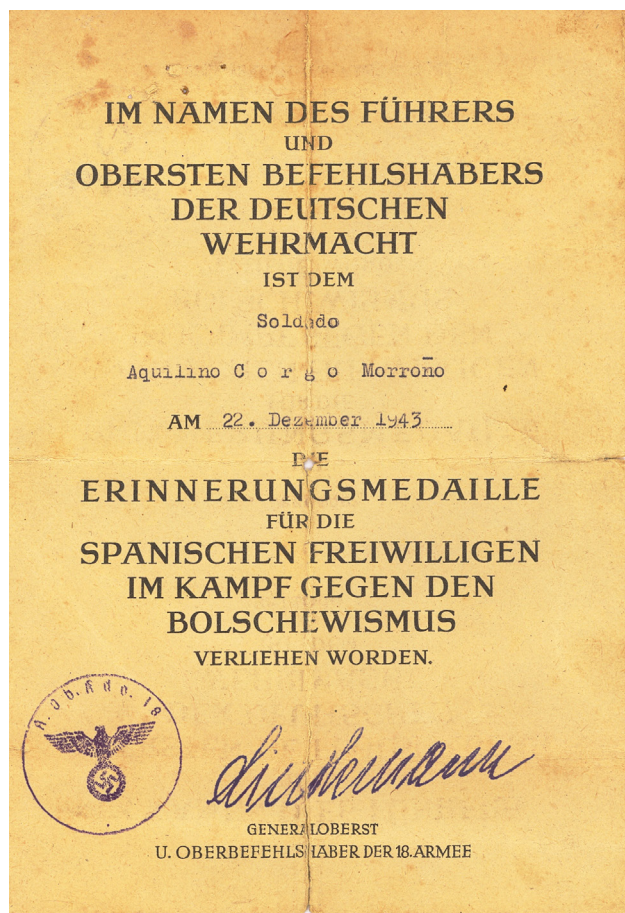 IM NAMEN DES FÜHRERS
UND
OBERSTEN BEFEHLSHABERS
DER DEUTSCHEN
WEHRMACHT
IST DEM
Soldado
Aquilino C o r g o Morroño
AM 22. Dezember 1943
DIE
ERINNERUNGSMEDAILLE
FÜR DIE
SPANISCHEN FREIWILLIGEN
IM KAMPF GEGEN DEN
BOLSCHEWISMUS
VERLIEHEN WORDEN.
A. Ob. Kdo. 18
Lindemann
GENERALOBERST
U. OBERBEFEHLSHABER DER 18. ARMEE